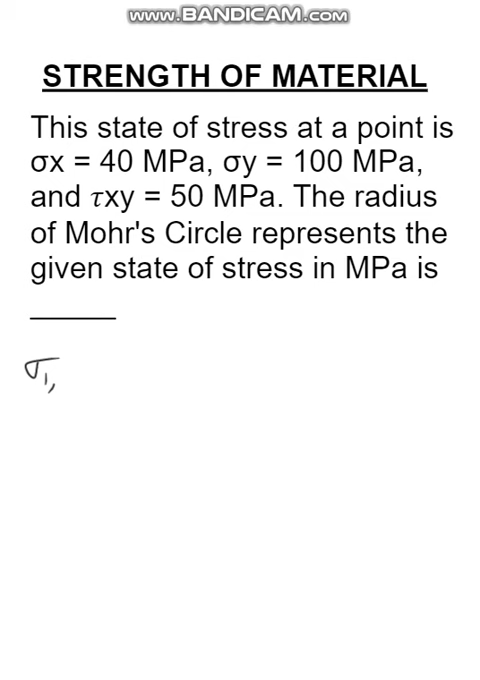 www.BANDICAM.com
STRENGTH OF MATERIAL
This state of stress at a point is
σx = 40 MPa, σy = 100 MPa,
and 𝜏xy = 50 MPa. The radius
of Mohr's Circle represents the
given state of stress in MPa is
_____
σ₁,